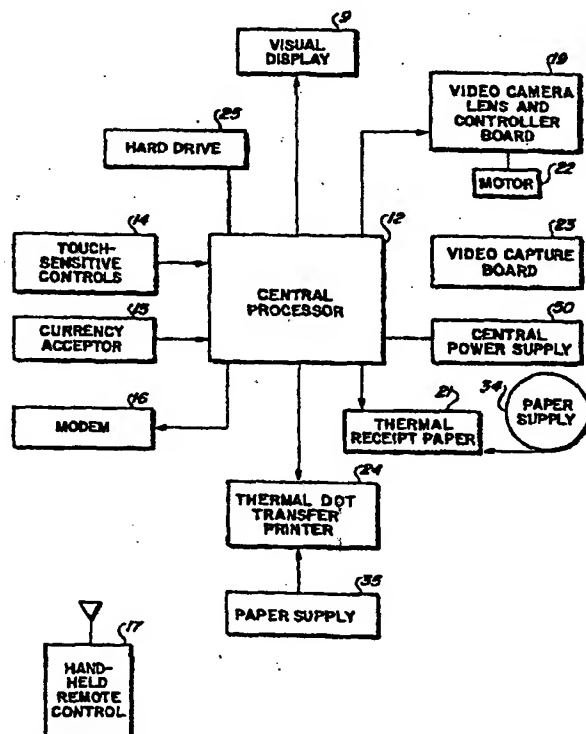 9
VISUAL
DISPLAY
19
VIDEO CAMERA
LENS AND
CONTROLLER
BOARD
25
HARD DRIVE
MOTOR
22
14
TOUCH-
SENSITIVE
CONTROLS
12
CENTRAL
PROCESSOR
23
VIDEO CAPTURE
BOARD
15
CURRENCY
ACCEPTOR
50
CENTRAL
POWER SUPPLY
16
MODEM
21
THERMAL
RECEIPT PAPER
34
PAPER
SUPPLY
24
THERMAL DOT
TRANSFER
PRINTER
35
PAPER SUPPLY
17
HAND-
HELD
REMOTE
CONTROL